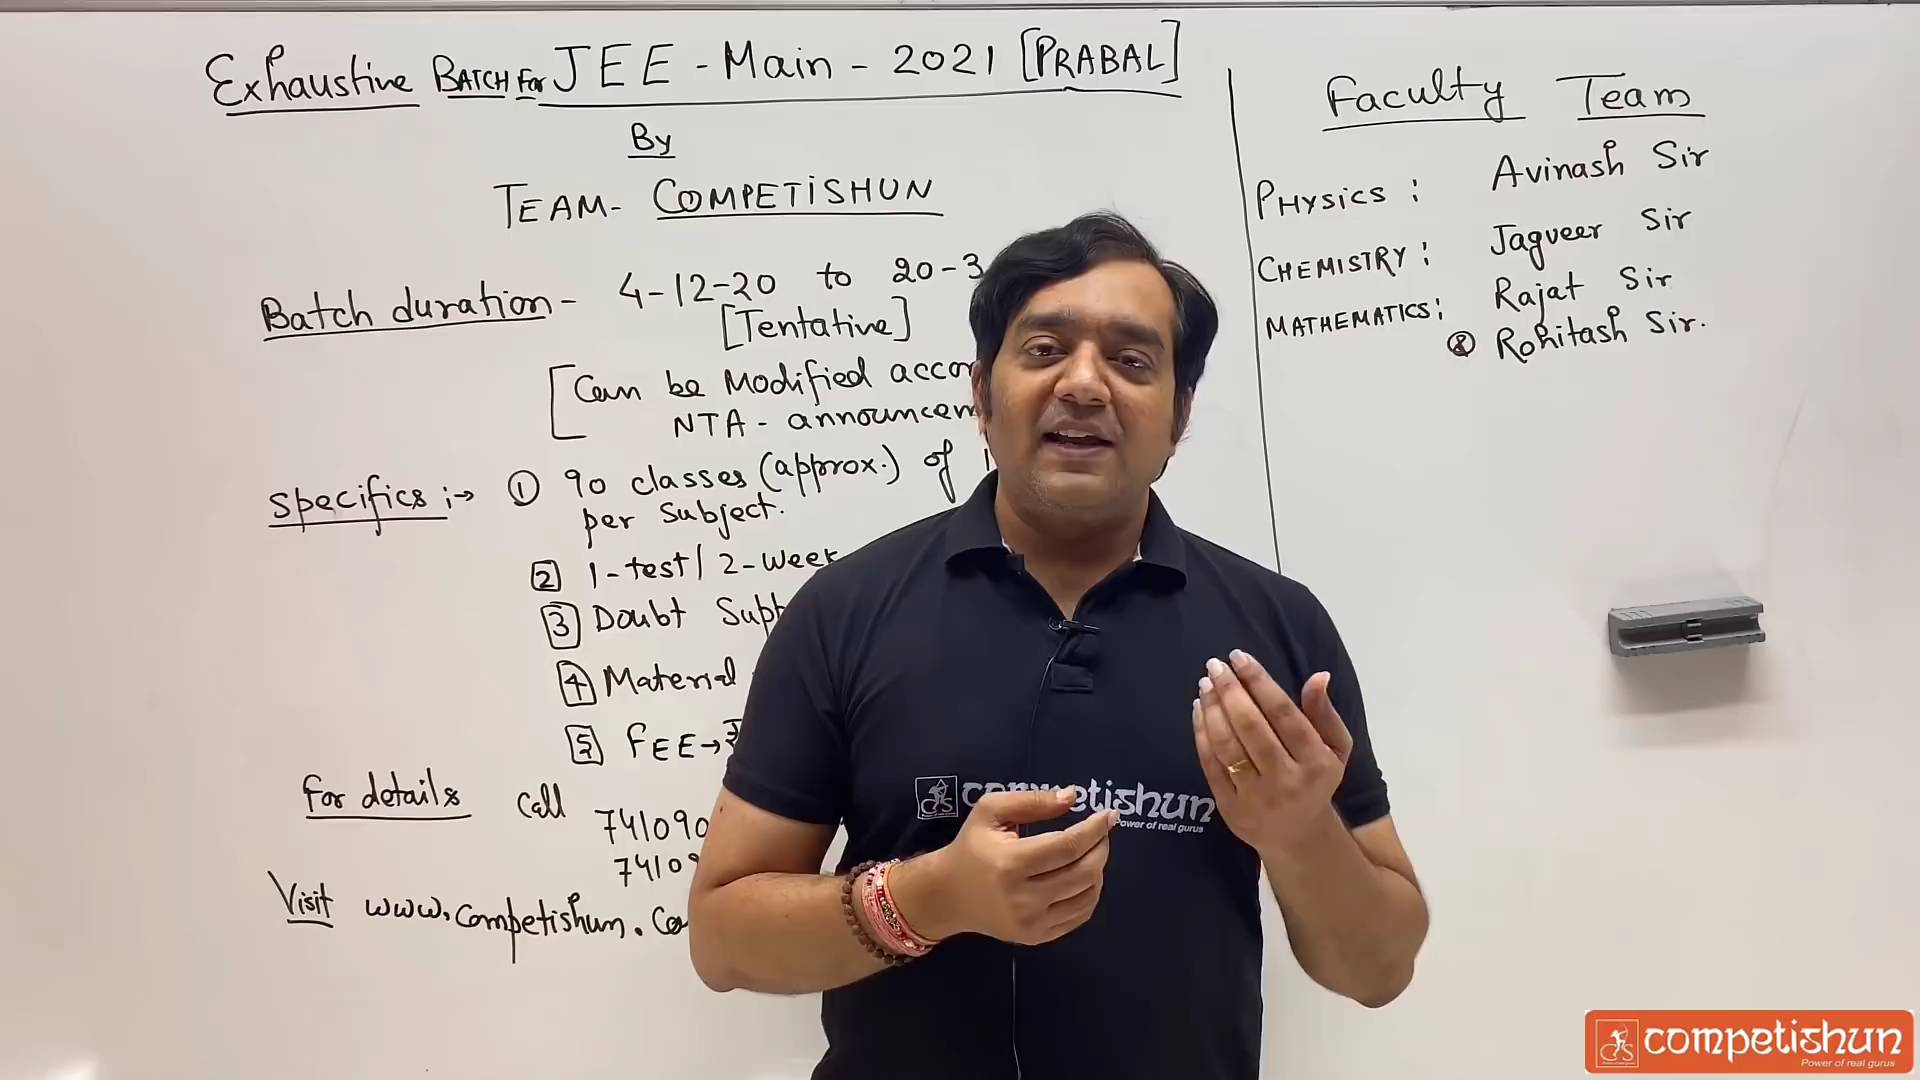 Exhaustive BATCH For JEE - Main - 2021 [PRABAL]
By
TEAM- COMPETISHUN
Batch duration - 4-12-20 to 20-3
[Tentative]
[Can be Modified accor
NTA - announcem
Specifics :→ ① 90 classes (approx.) of
per Subject.
2 1-test / 2-week
3 Doubt Supp
4 Material
5 FEE → ₹
For details Call 741090
74109
Visit www.competishun.co
Faculty Team
PHYSICS : Avinash Sir
CHEMISTRY : Jagveer Sir
MATHEMATICS : Rajat Sir
& Rohitash Sir.
competishun
Power of real gurus
competishun
Power of real gurus